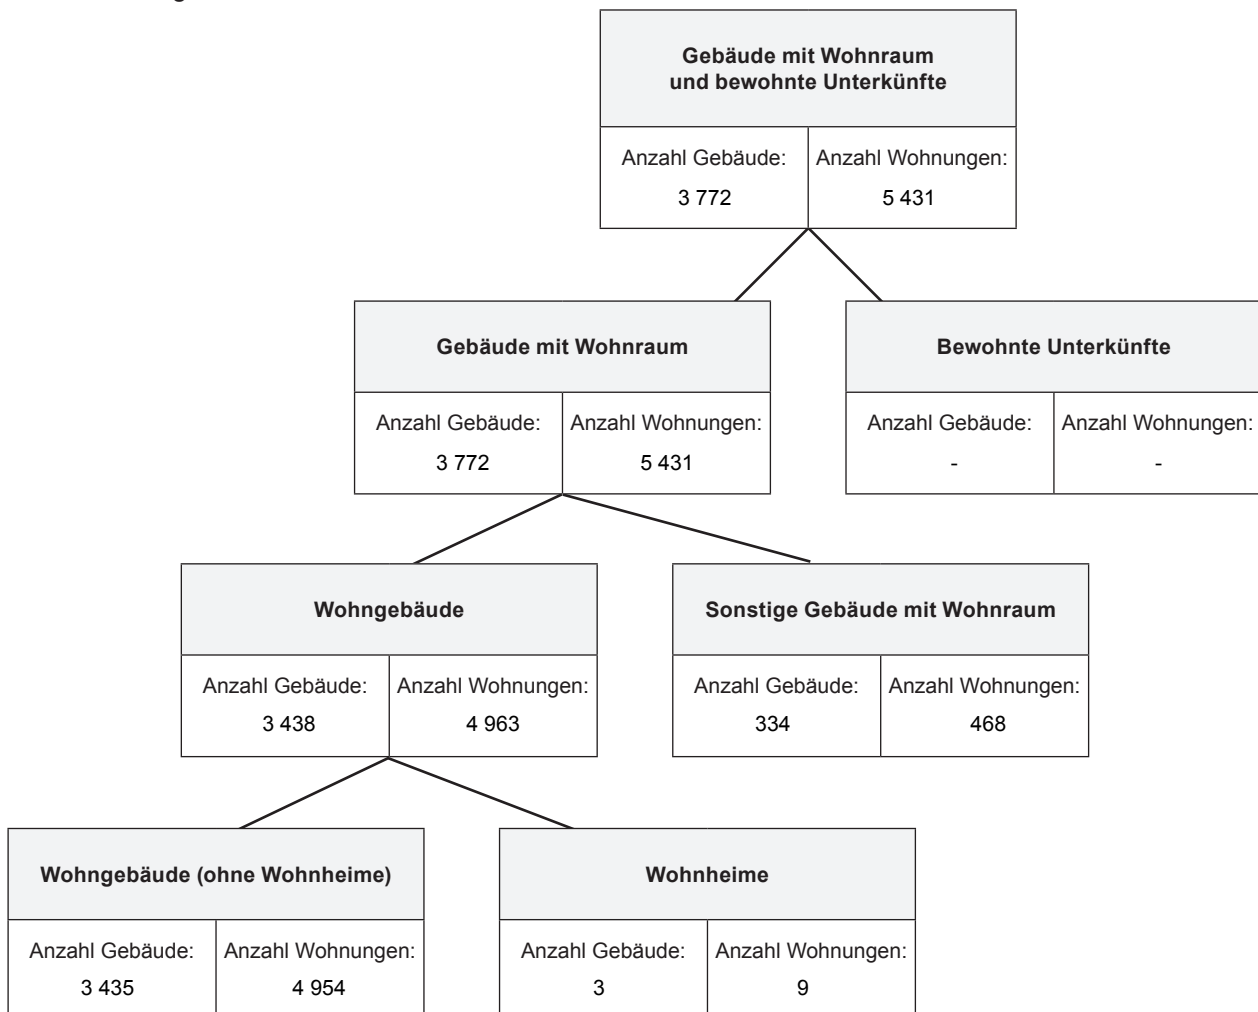 Gebäude mit Wohnraum
und bewohnte Unterkünfte
Anzahl Gebäude: Anzahl Wohnungen:
3 772 5 431
Gebäude mit Wohnraum Bewohnte Unterkünfte
Anzahl Gebäude: Anzahl Wohnungen: Anzahl Gebäude: Anzahl Wohnungen:
3 772 5 431 - -
Wohngebäude Sonstige Gebäude mit Wohnraum
Anzahl Gebäude: Anzahl Wohnungen: Anzahl Gebäude: Anzahl Wohnungen:
3 438 4 963 334 468
Wohngebäude (ohne Wohnheime) Wohnheime
Anzahl Gebäude: Anzahl Wohnungen: Anzahl Gebäude: Anzahl Wohnungen:
3 435 4 954 3 9